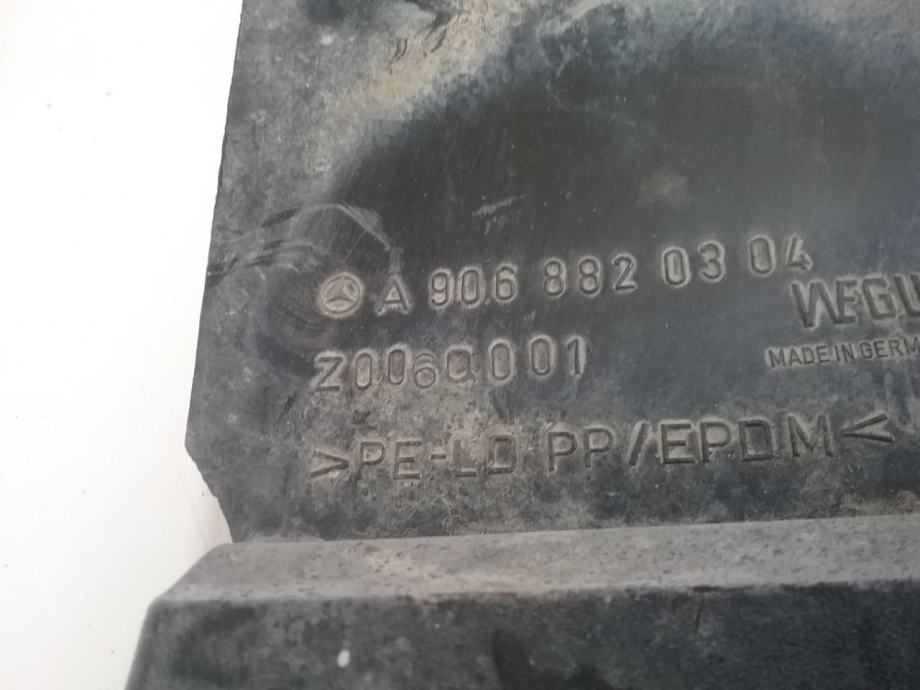 A 906 882 03 04
Z0060001
MADE IN GERM
>PE-LD PP/EPDM<